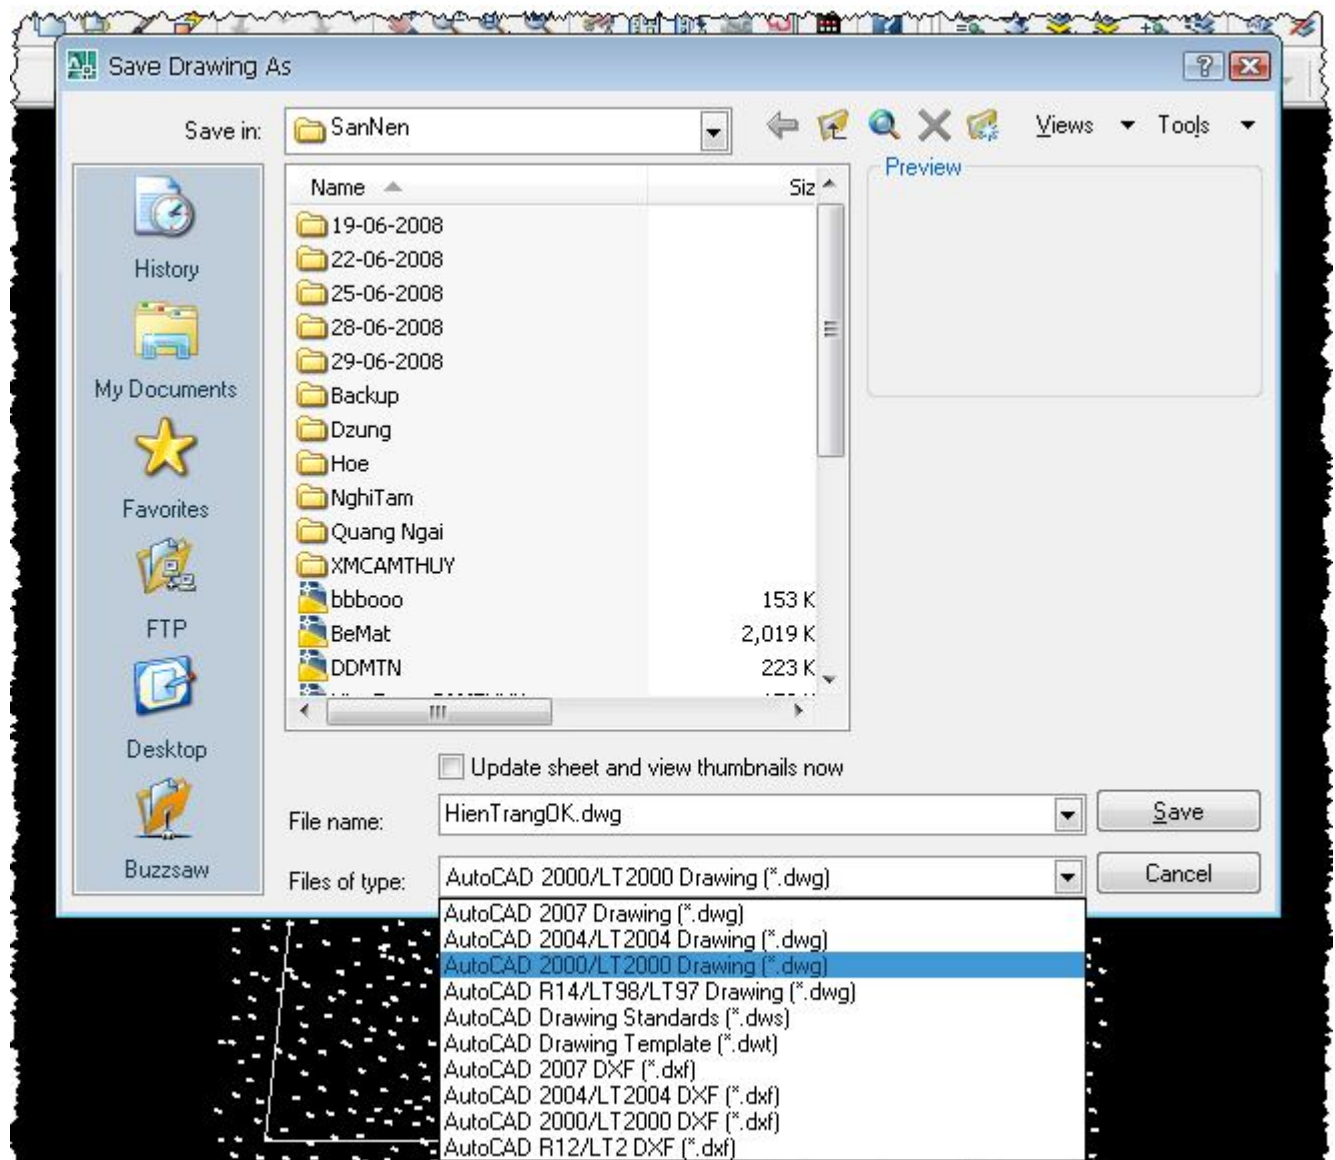 Save Drawing As
Save in:
SanNen
Views
Tools
History
My Documents
Favorites
FTP
Desktop
Buzzsaw
Name
Siz
19-06-2008
22-06-2008
25-06-2008
28-06-2008
29-06-2008
Backup
Dzung
Hoe
NghiTam
Quang Ngai
XMCAMTHUY
bbbooo 153 K
BeMat 2,019 K
DDMTN 223 K
Preview
Update sheet and view thumbnails now
File name:
HienTrangOK.dwg
Save
Files of type:
AutoCAD 2000/LT2000 Drawing (*.dwg)
Cancel
AutoCAD 2007 Drawing (*.dwg)
AutoCAD 2004/LT2004 Drawing (*.dwg)
AutoCAD 2000/LT2000 Drawing (*.dwg)
AutoCAD R14/LT98/LT97 Drawing (*.dwg)
AutoCAD Drawing Standards (*.dws)
AutoCAD Drawing Template (*.dwt)
AutoCAD 2007 DXF (*.dxf)
AutoCAD 2004/LT2004 DXF (*.dxf)
AutoCAD 2000/LT2000 DXF (*.dxf)
AutoCAD R12/LT2 DXF (*.dxf)